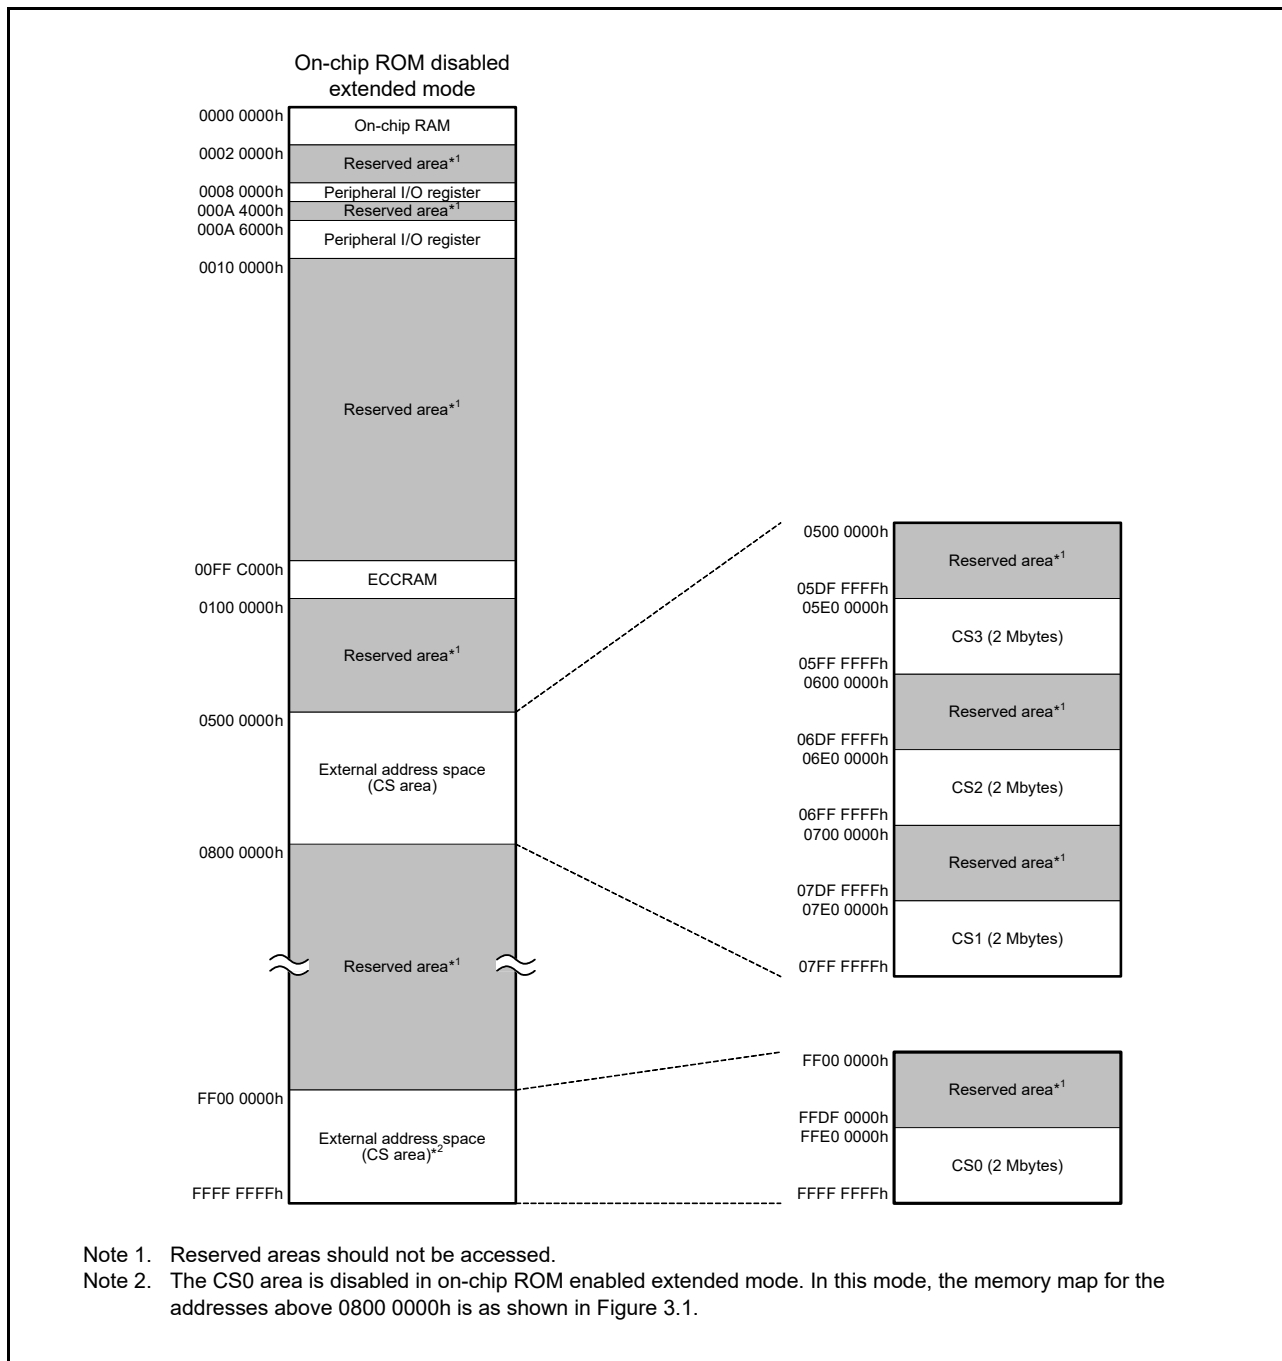 On-chip ROM disabled
extended mode
0000 0000h
On-chip RAM
0002 0000h
Reserved area*1
0008 0000h
Peripheral I/O register
000A 4000h
Reserved area*1
000A 6000h
Peripheral I/O register
0010 0000h
Reserved area*1
00FF C000h
ECCRAM
0100 0000h
Reserved area*1
0500 0000h
External address space
(CS area)
0800 0000h
Reserved area*1
FF00 0000h
External address space
(CS area)*2
FFFF FFFFh
0500 0000h
Reserved area*1
05DF FFFFh
05E0 0000h
CS3 (2 Mbytes)
05FF FFFFh
0600 0000h
Reserved area*1
06DF FFFFh
06E0 0000h
CS2 (2 Mbytes)
06FF FFFFh
0700 0000h
Reserved area*1
07DF FFFFh
07E0 0000h
CS1 (2 Mbytes)
07FF FFFFh
FF00 0000h
Reserved area*1
FFDF 0000h
FFE0 0000h
CS0 (2 Mbytes)
FFFF FFFFh
Note 1. Reserved areas should not be accessed.
Note 2. The CS0 area is disabled in on-chip ROM enabled extended mode. In this mode, the memory map for the
addresses above 0800 0000h is as shown in Figure 3.1.